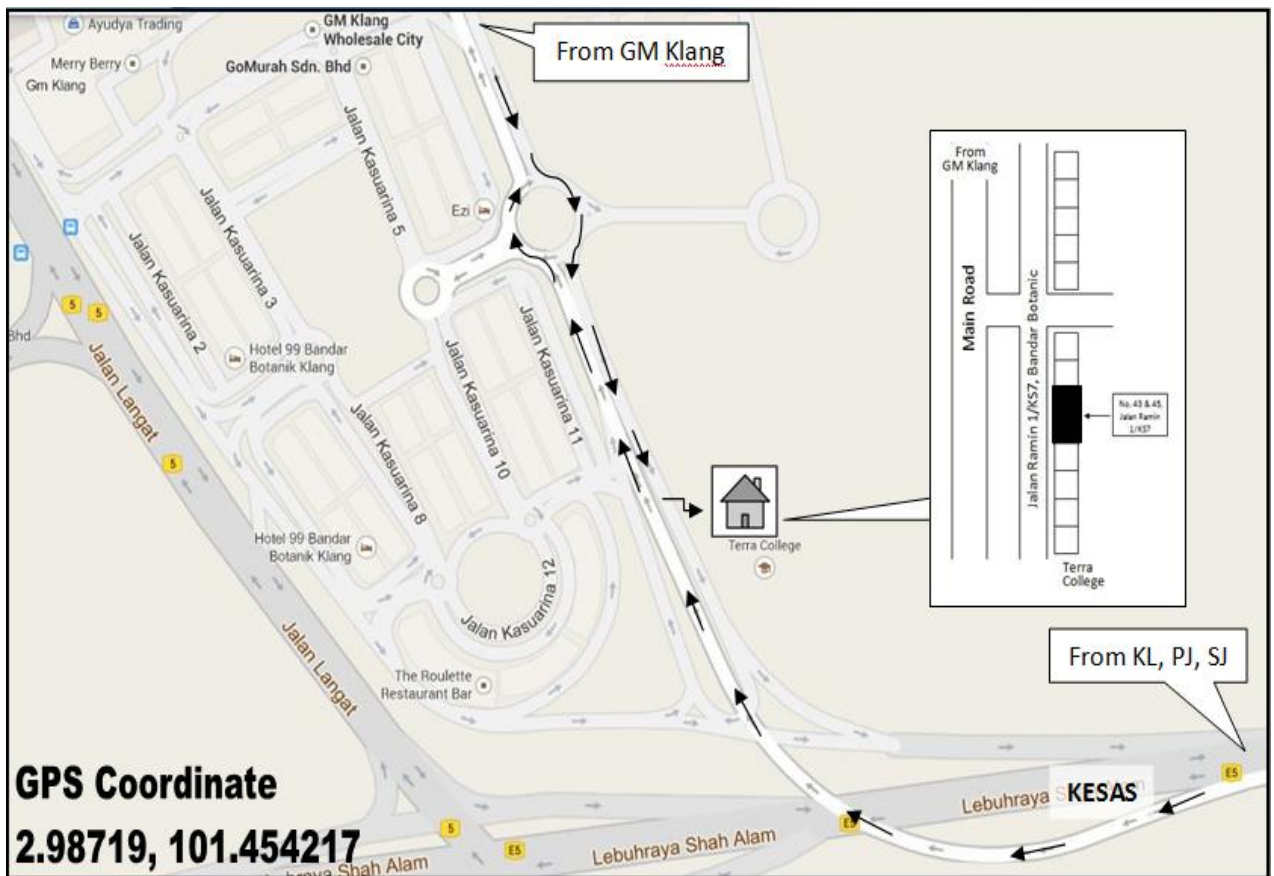 Ayudya Trading
GM Klang
Wholesale City
From GM Klang
Merry Berry
Gm Klang
GoMurah Sdn. Bhd
Jalan Kasuarina 5
Jalan Kasuarina 3
Jalan Kasuarina 2
Ezi
From
GM Klang
Main Road
Jalan Ramin 1/KS7, Bandar Botanic
No. 43 & 45,
Jalan Ramin
1/KS7
Terra
College
5
5
Bhd
Jalan Langat
Hotel 99 Bandar
Botanik Klang
Jalan Kasuarina 10
Jalan Kasuarina 11
5
Jalan Kasuarina 8
Hotel 99 Bandar
Botanik Klang
Terra College
Jalan Kasuarina 12
Jalan Langat
The Roulette
Restaurant Bar
From KL, PJ, SJ
GPS Coordinate
2.98719, 101.454217
E5
Lebuhraya
KESAS
E5
5
E5
Lebuhraya Shah Alam
Shah Alam